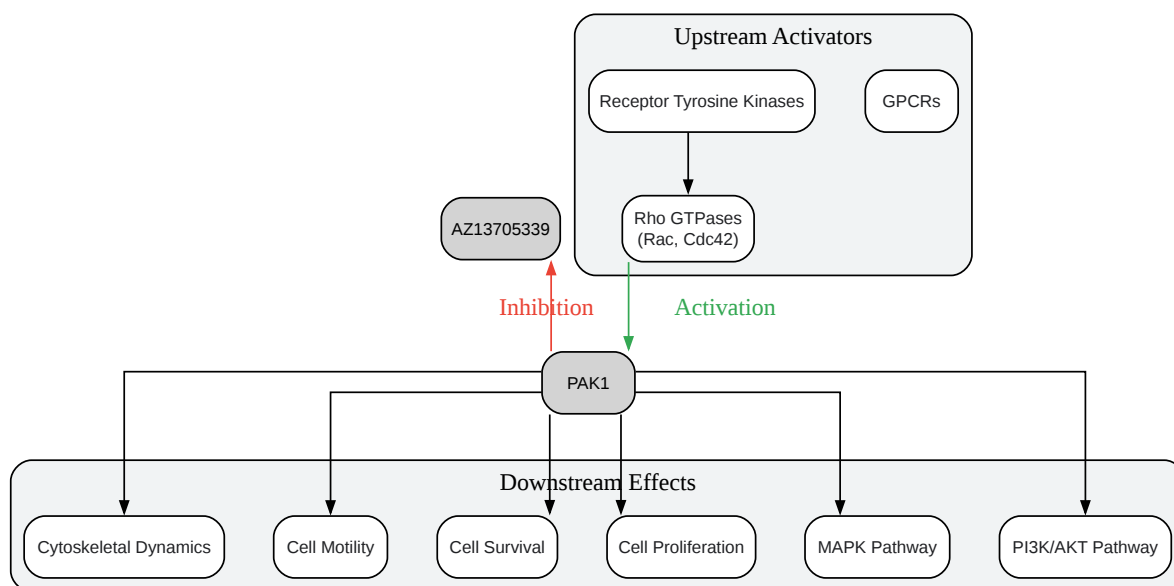 Upstream Activators
Receptor Tyrosine Kinases
GPCRs
AZ13705339
Rho GTPases
(Rac, Cdc42)
Inhibition
Activation
PAK1
Downstream Effects
Cytoskeletal Dynamics
Cell Motility
Cell Survival
Cell Proliferation
MAPK Pathway
PI3K/AKT Pathway